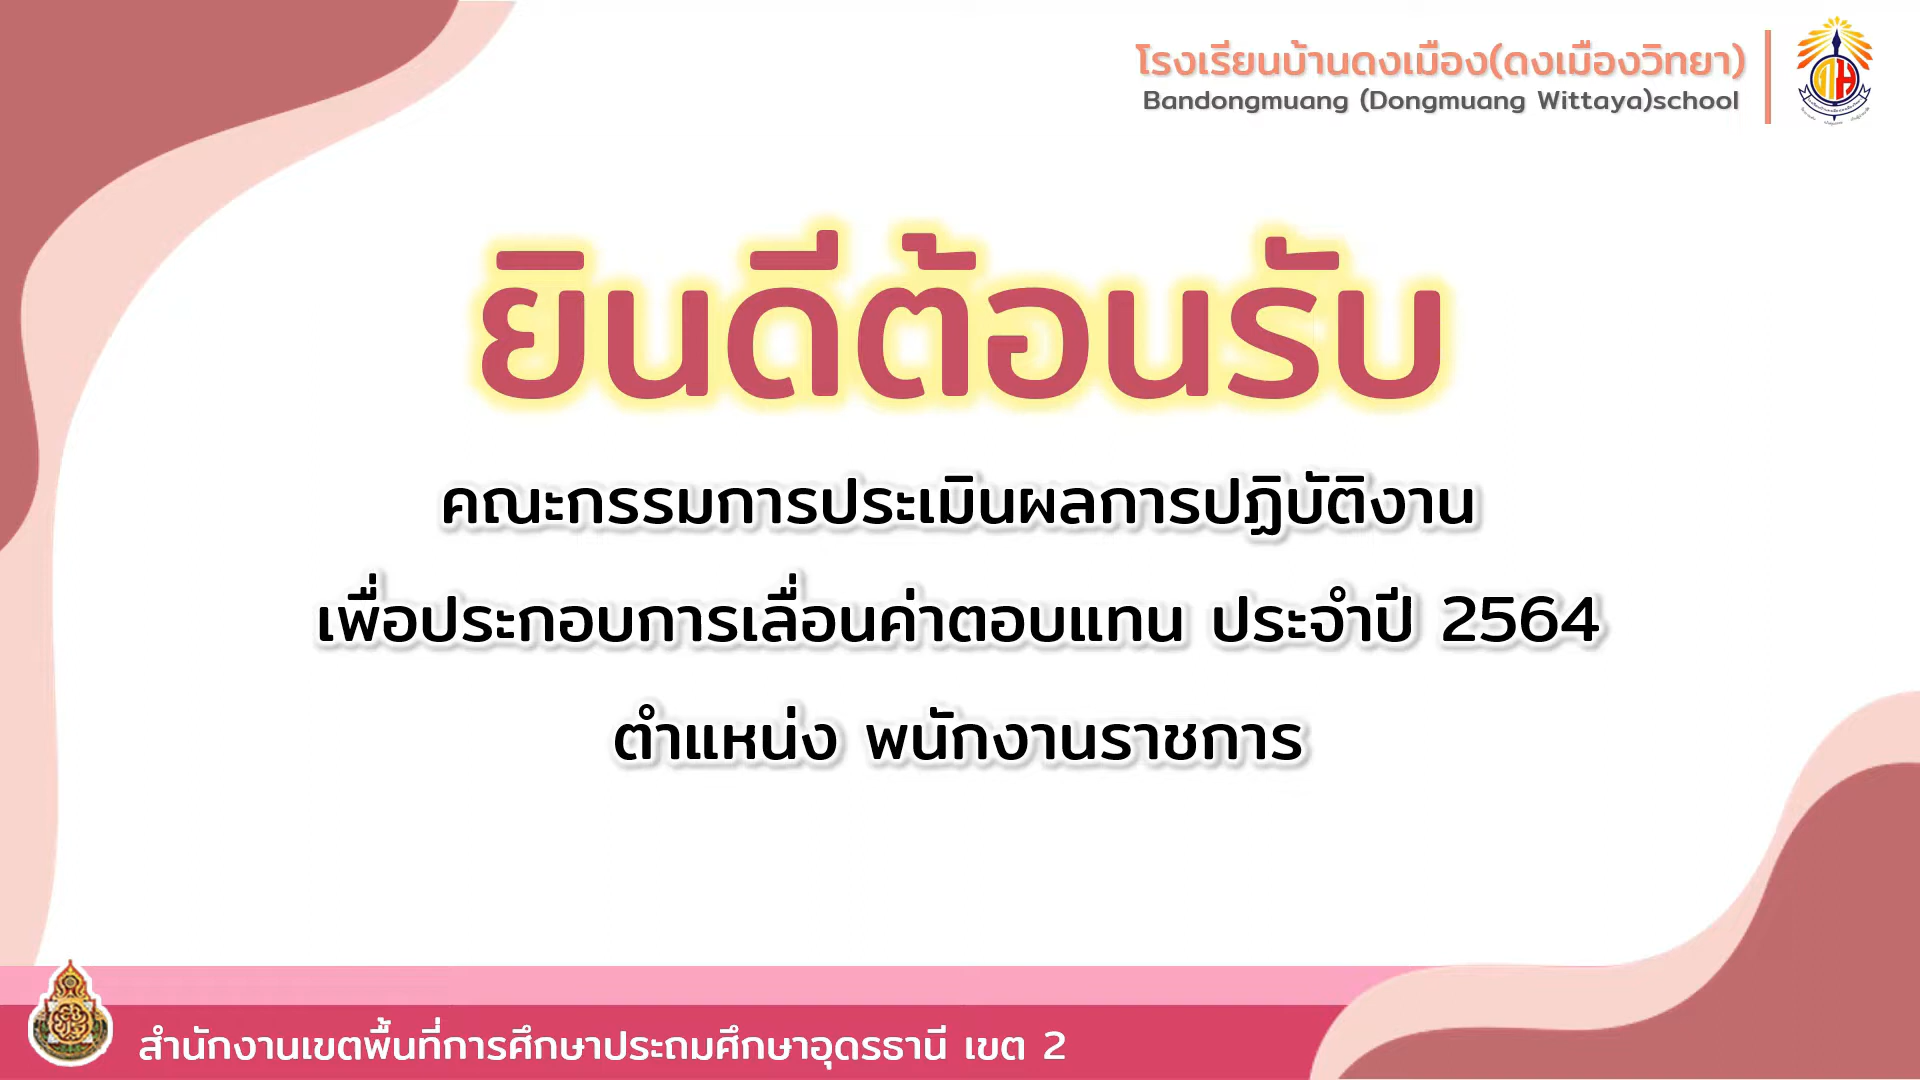 โรงเรียนบ้านดงเมือง(ดงเมืองวิทยา)
Bandongmuang (Dongmuang Wittaya)school
ยินดีต้อนรับ
คณะกรรมการประเมินผลการปฏิบัติงาน
เพื่อประกอบการเลื่อนค่าตอบแทน ประจำปี 2564
ตำแหน่ง พนักงานราชการ
สำนักงานเขตพื้นที่การศึกษาประถมศึกษาอุดรธานี เขต 2